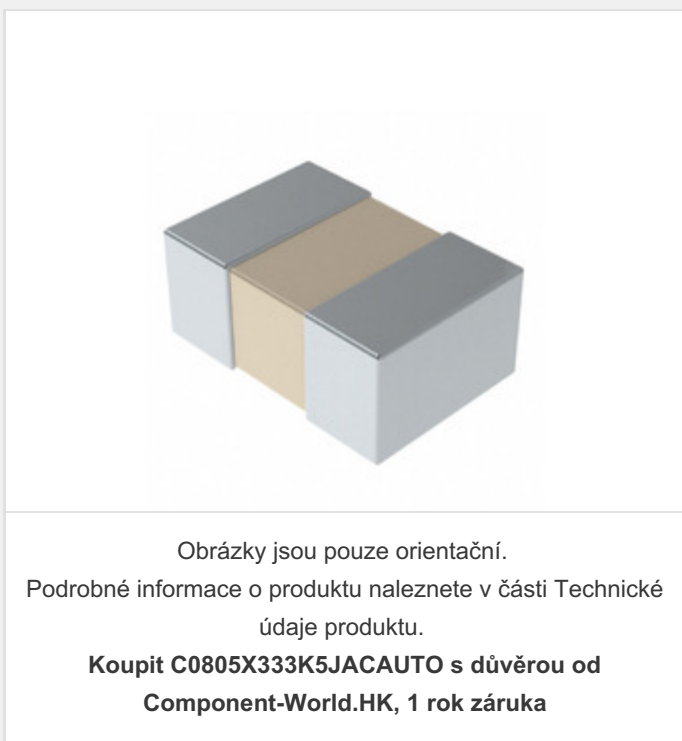 Obrázky jsou pouze orientační.
Podrobné informace o produktu naleznete v části Technické
údaje produktu.
Koupit C0805X333K5JACAUTO s důvěrou od
Component-World.HK, 1 rok záruka